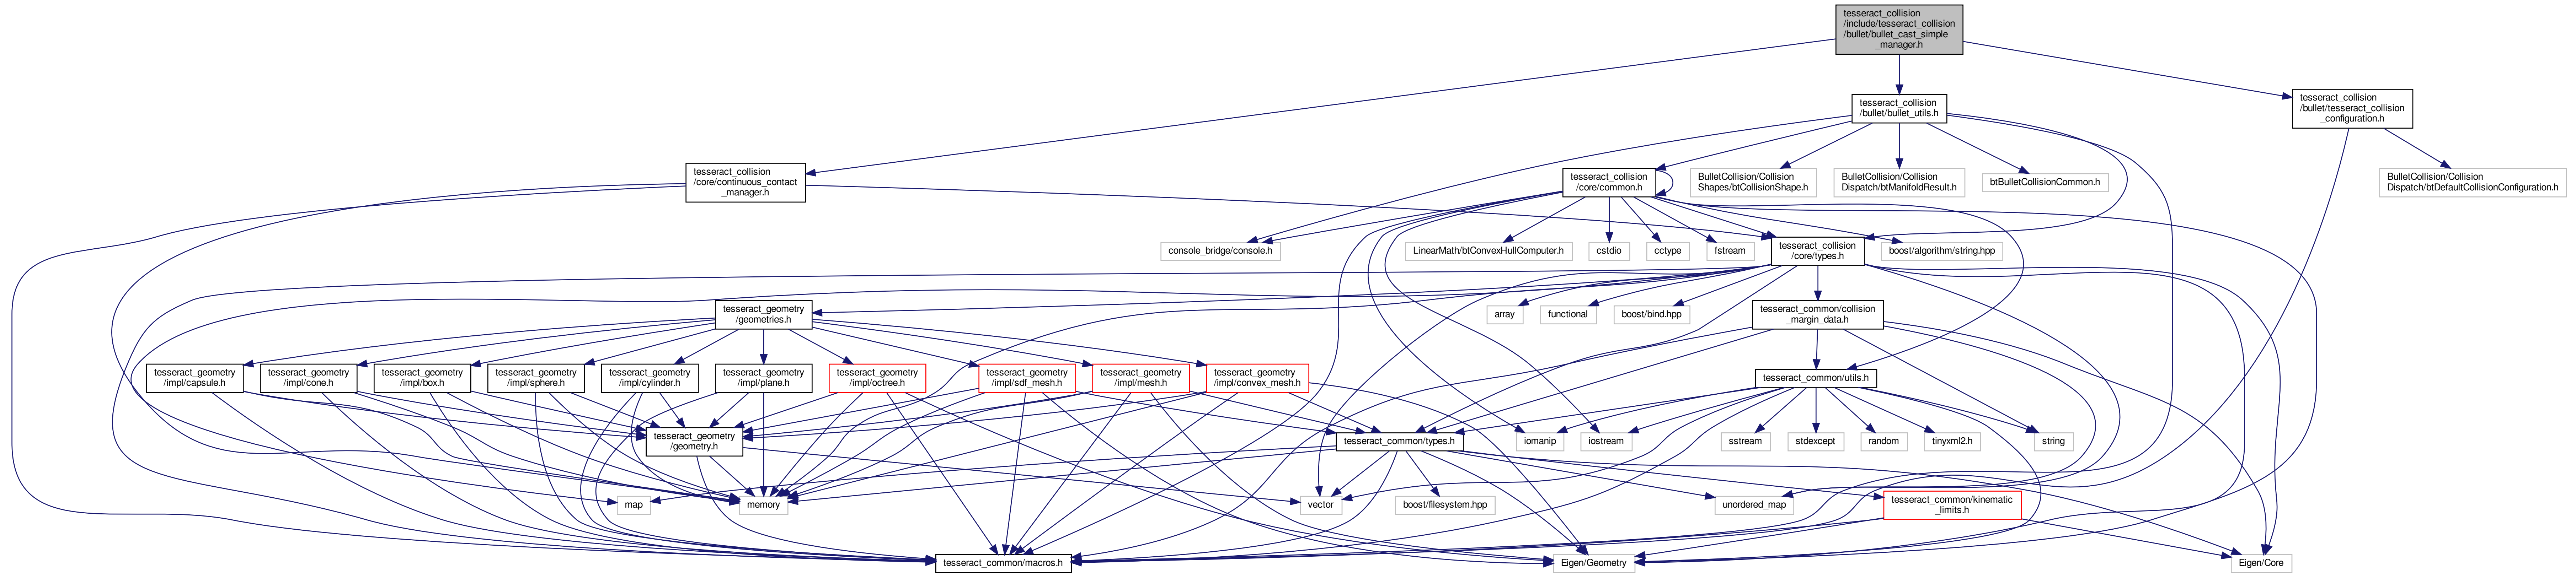 tesseract_collision
/include/tesseract_collision
/bullet/bullet_cast_simple
_manager.h
tesseract_collision
/bullet/bullet_utils.h
tesseract_collision
/bullet/tesseract_collision
_configuration.h
tesseract_collision
/core/continuous_contact
_manager.h
tesseract_collision
/core/common.h
BulletCollision/Collision
Shapes/btCollisionShape.h
BulletCollision/Collision
Dispatch/btManifoldResult.h
btBulletCollisionCommon.h
BulletCollision/Collision
Dispatch/btDefaultCollisionConfiguration.h
console_bridge/console.h
LinearMath/btConvexHullComputer.h
cstdio
cctype
fstream
tesseract_collision
/core/types.h
boost/algorithm/string.hpp
tesseract_geometry
/geometries.h
array
functional
boost/bind.hpp
tesseract_common/collision
_margin_data.h
tesseract_geometry
/impl/capsule.h
tesseract_geometry
/impl/cone.h
tesseract_geometry
/impl/box.h
tesseract_geometry
/impl/sphere.h
tesseract_geometry
/impl/cylinder.h
tesseract_geometry
/impl/plane.h
tesseract_geometry
/impl/octree.h
tesseract_geometry
/impl/sdf_mesh.h
tesseract_geometry
/impl/mesh.h
tesseract_geometry
/impl/convex_mesh.h
tesseract_common/utils.h
tesseract_geometry
/geometry.h
tesseract_common/types.h
iomanip
iostream
sstream
stdexcept
random
tinyxml2.h
string
map
memory
vector
boost/filesystem.hpp
unordered_map
tesseract_common/kinematic
_limits.h
tesseract_common/macros.h
Eigen/Geometry
Eigen/Core